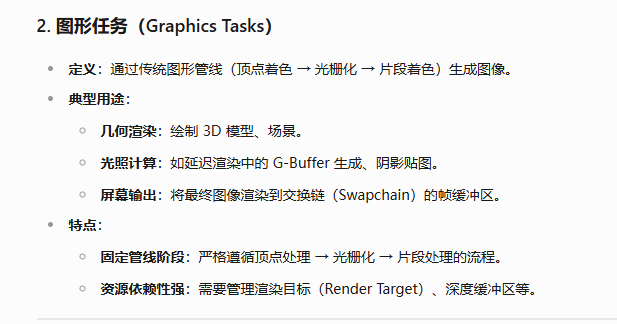 2. 图形任务（Graphics Tasks）
定义：通过传统图形管线（顶点着色 → 光栅化 → 片段着色）生成图像。
典型用途：
几何渲染：绘制 3D 模型、场景。
光照计算：如延迟渲染中的 G-Buffer 生成、阴影贴图。
屏幕输出：将最终图像渲染到交换链（Swapchain）的帧缓冲区。
特点：
固定管线阶段：严格遵循顶点处理 → 光栅化 → 片段处理的流程。
资源依赖性强：需要管理渲染目标（Render Target）、深度缓冲区等。